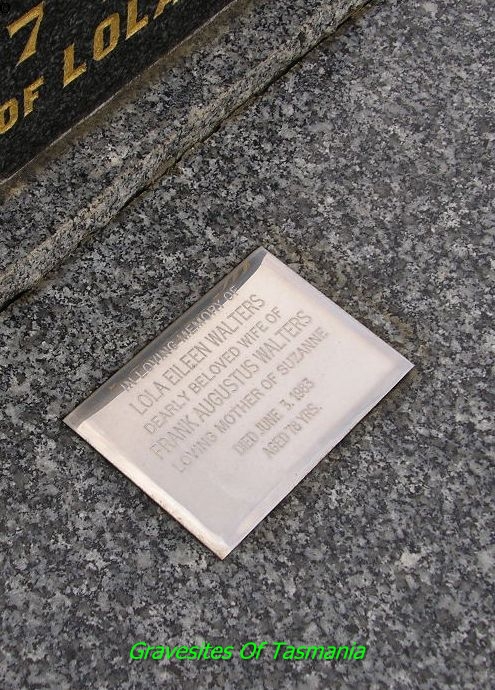 7
OF LOLA
IN LOVING MEMORY OF
LOLA EILEEN WALTERS
DEARLY BELOVED WIFE OF
FRANK AUGUSTUS WALTERS
LOVING MOTHER OF SUZANNE
DIED JUNE 3, 1983
AGED 78 YRS.
Gravesites Of Tasmania